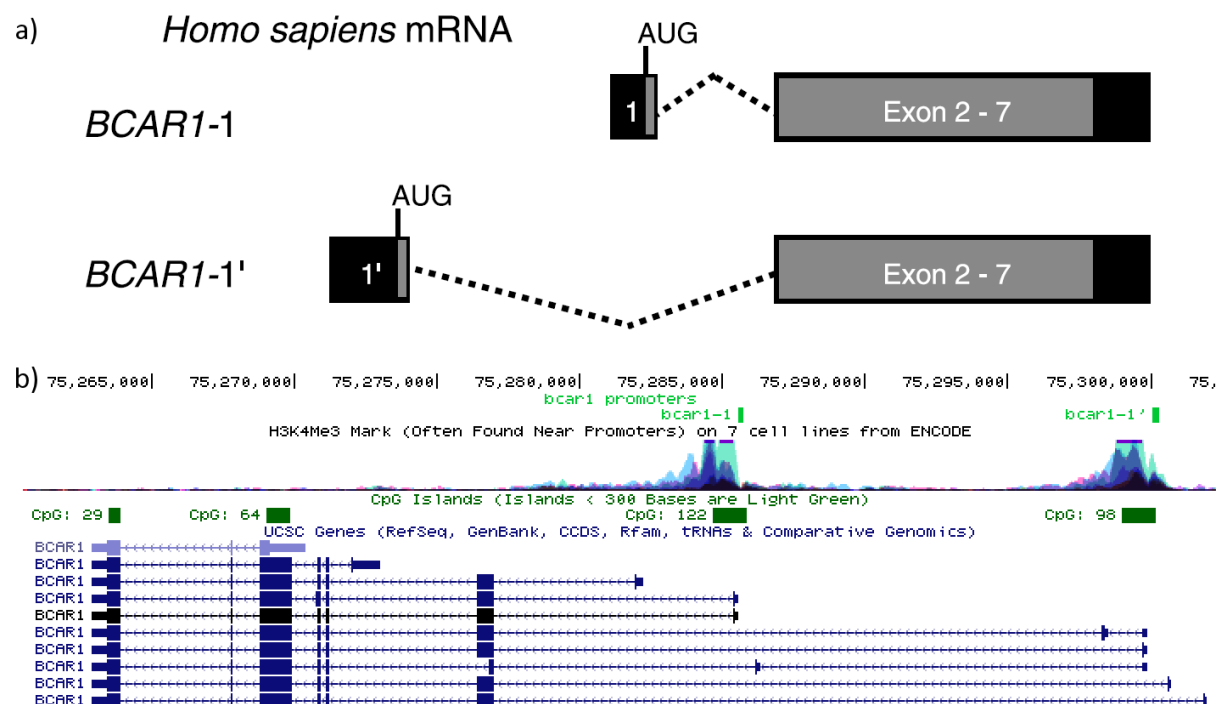 a) Homo sapiens mRNA
AUG
BCAR1-1
1
Exon 2 - 7
AUG
BCAR1-1'
1'
Exon 2 - 7
b) 75,265,000| 75,270,000| 75,275,000| 75,280,000| 75,285,000| 75,290,000| 75,295,000| 75,300,000| 75,
bcar1 promoters
bcar1-1 bcar1-1'
H3K4Me3 Mark (Often Found Near Promoters) on 7 cell lines from ENCODE
CpG Islands (Islands < 300 Bases are Light Green)
CpG: 29 CpG: 64 CpG: 122 CpG: 98
UCSC Genes (RefSeq, GenBank, CCDS, Rfam, tRNAs & Comparative Genomics)
BCAR1
BCAR1
BCAR1
BCAR1
BCAR1
BCAR1
BCAR1
BCAR1
BCAR1
BCAR1